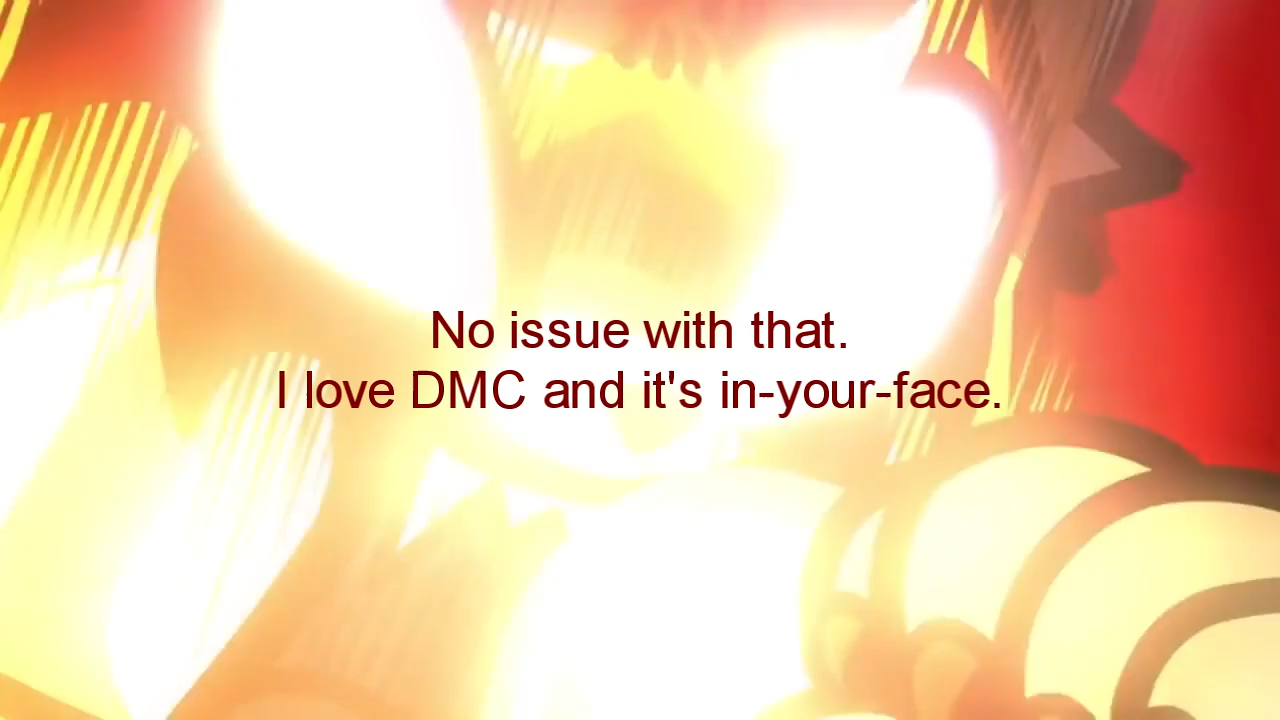 No issue with that.
I love DMC and it's in-your-face.